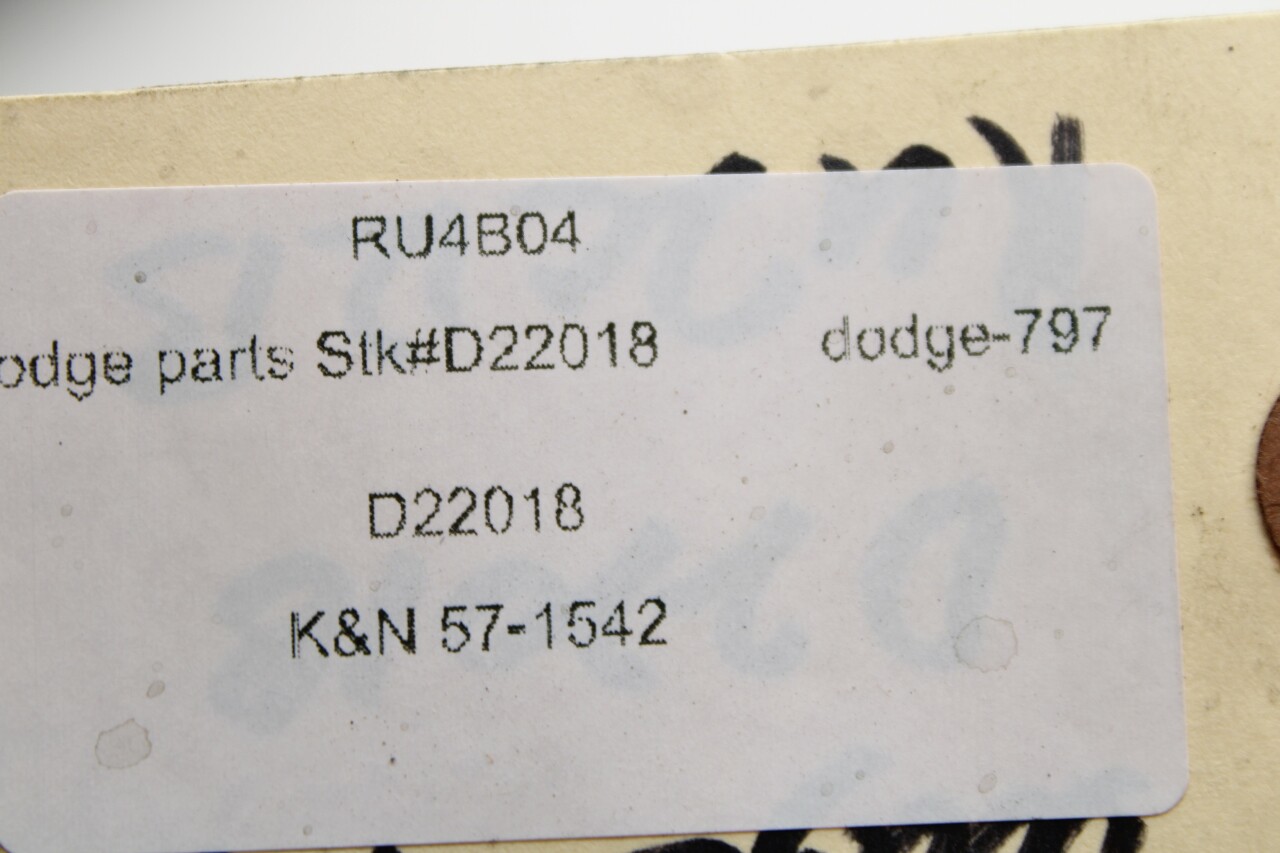 RU4B04
odge parts Stk#D22018 dodge-797
D22018
K&N 57-1542